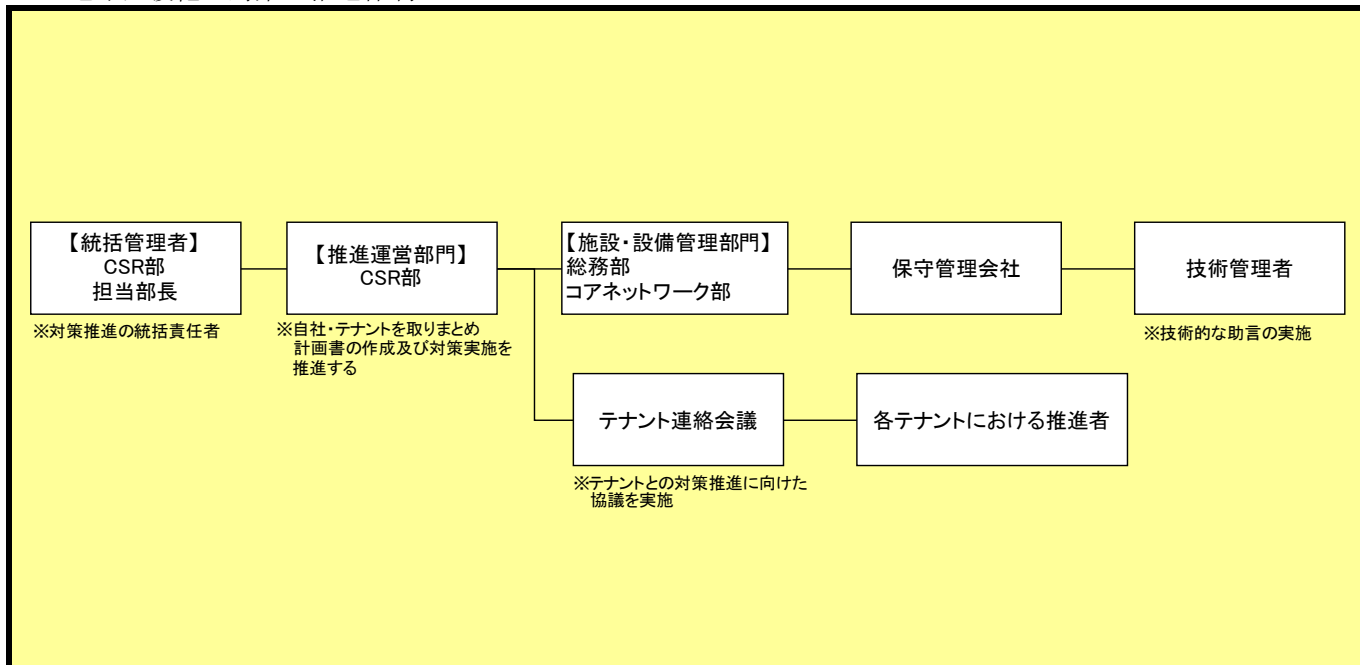 【統括管理者】
CSR部
担当部長
※対策推進の統括責任者
【推進運営部門】
CSR部
※自社・テナントを取りまとめ
計画書の作成及び対策実施を
推進する
【施設・設備管理部門】
総務部
コアネットワーク部
保守管理会社
技術管理者
※技術的な助言の実施
テナント連絡会議
※テナントとの対策推進に向けた
協議を実施
各テナントにおける推進者